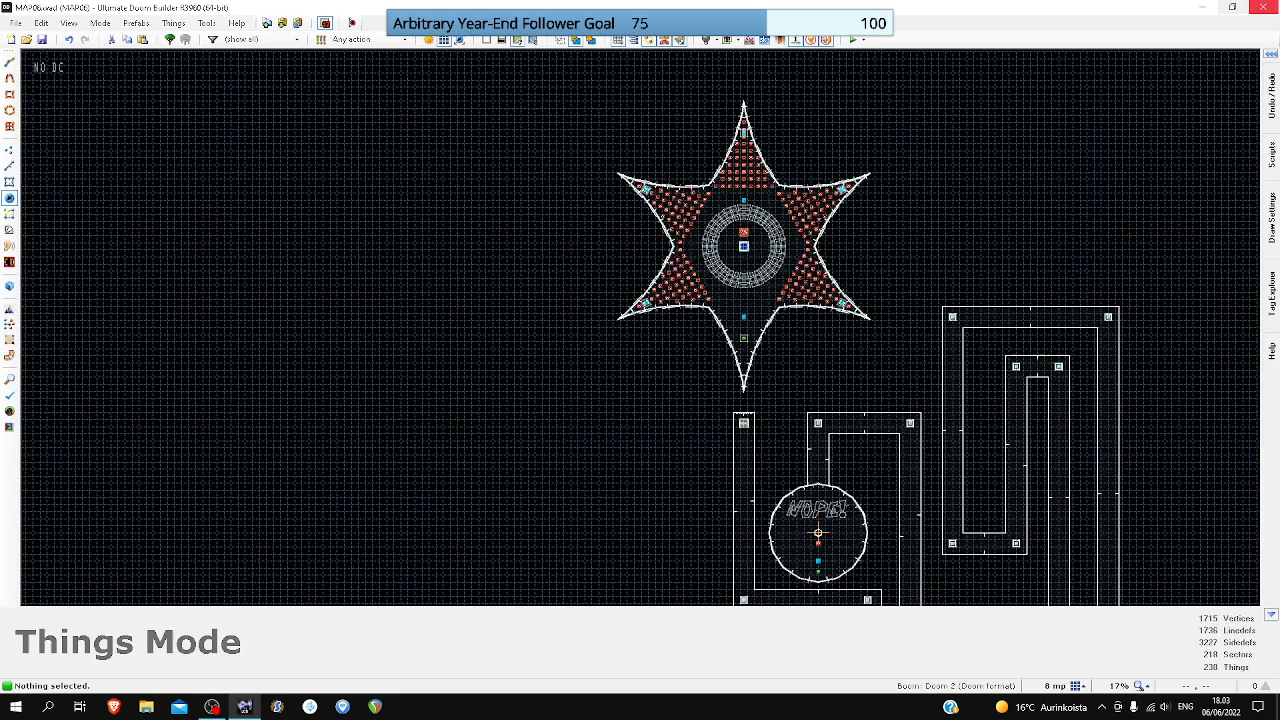 MAP06.wad (MAP06) - Ultimate Doom Builder R3960 (64-bit)
Arbitrary Year-End Follower Goal 75 100
File Edit View Mode Prefabs Things Tools Help
(show all)
Any action
NO DC
Undo / Redo
Scripts
Draw Settings
Tag Explorer
Help
NOPE!
Things Mode
1715 Vertices
1736 Linedefs
3227 Sidedefs
218 Sectors
230 Things
Nothing selected.
Boom: Doom 2 (Doom format)
8 mp
17%
-- , --
0
16°C Aurinkoista
ENG
18.03
06/06/2022